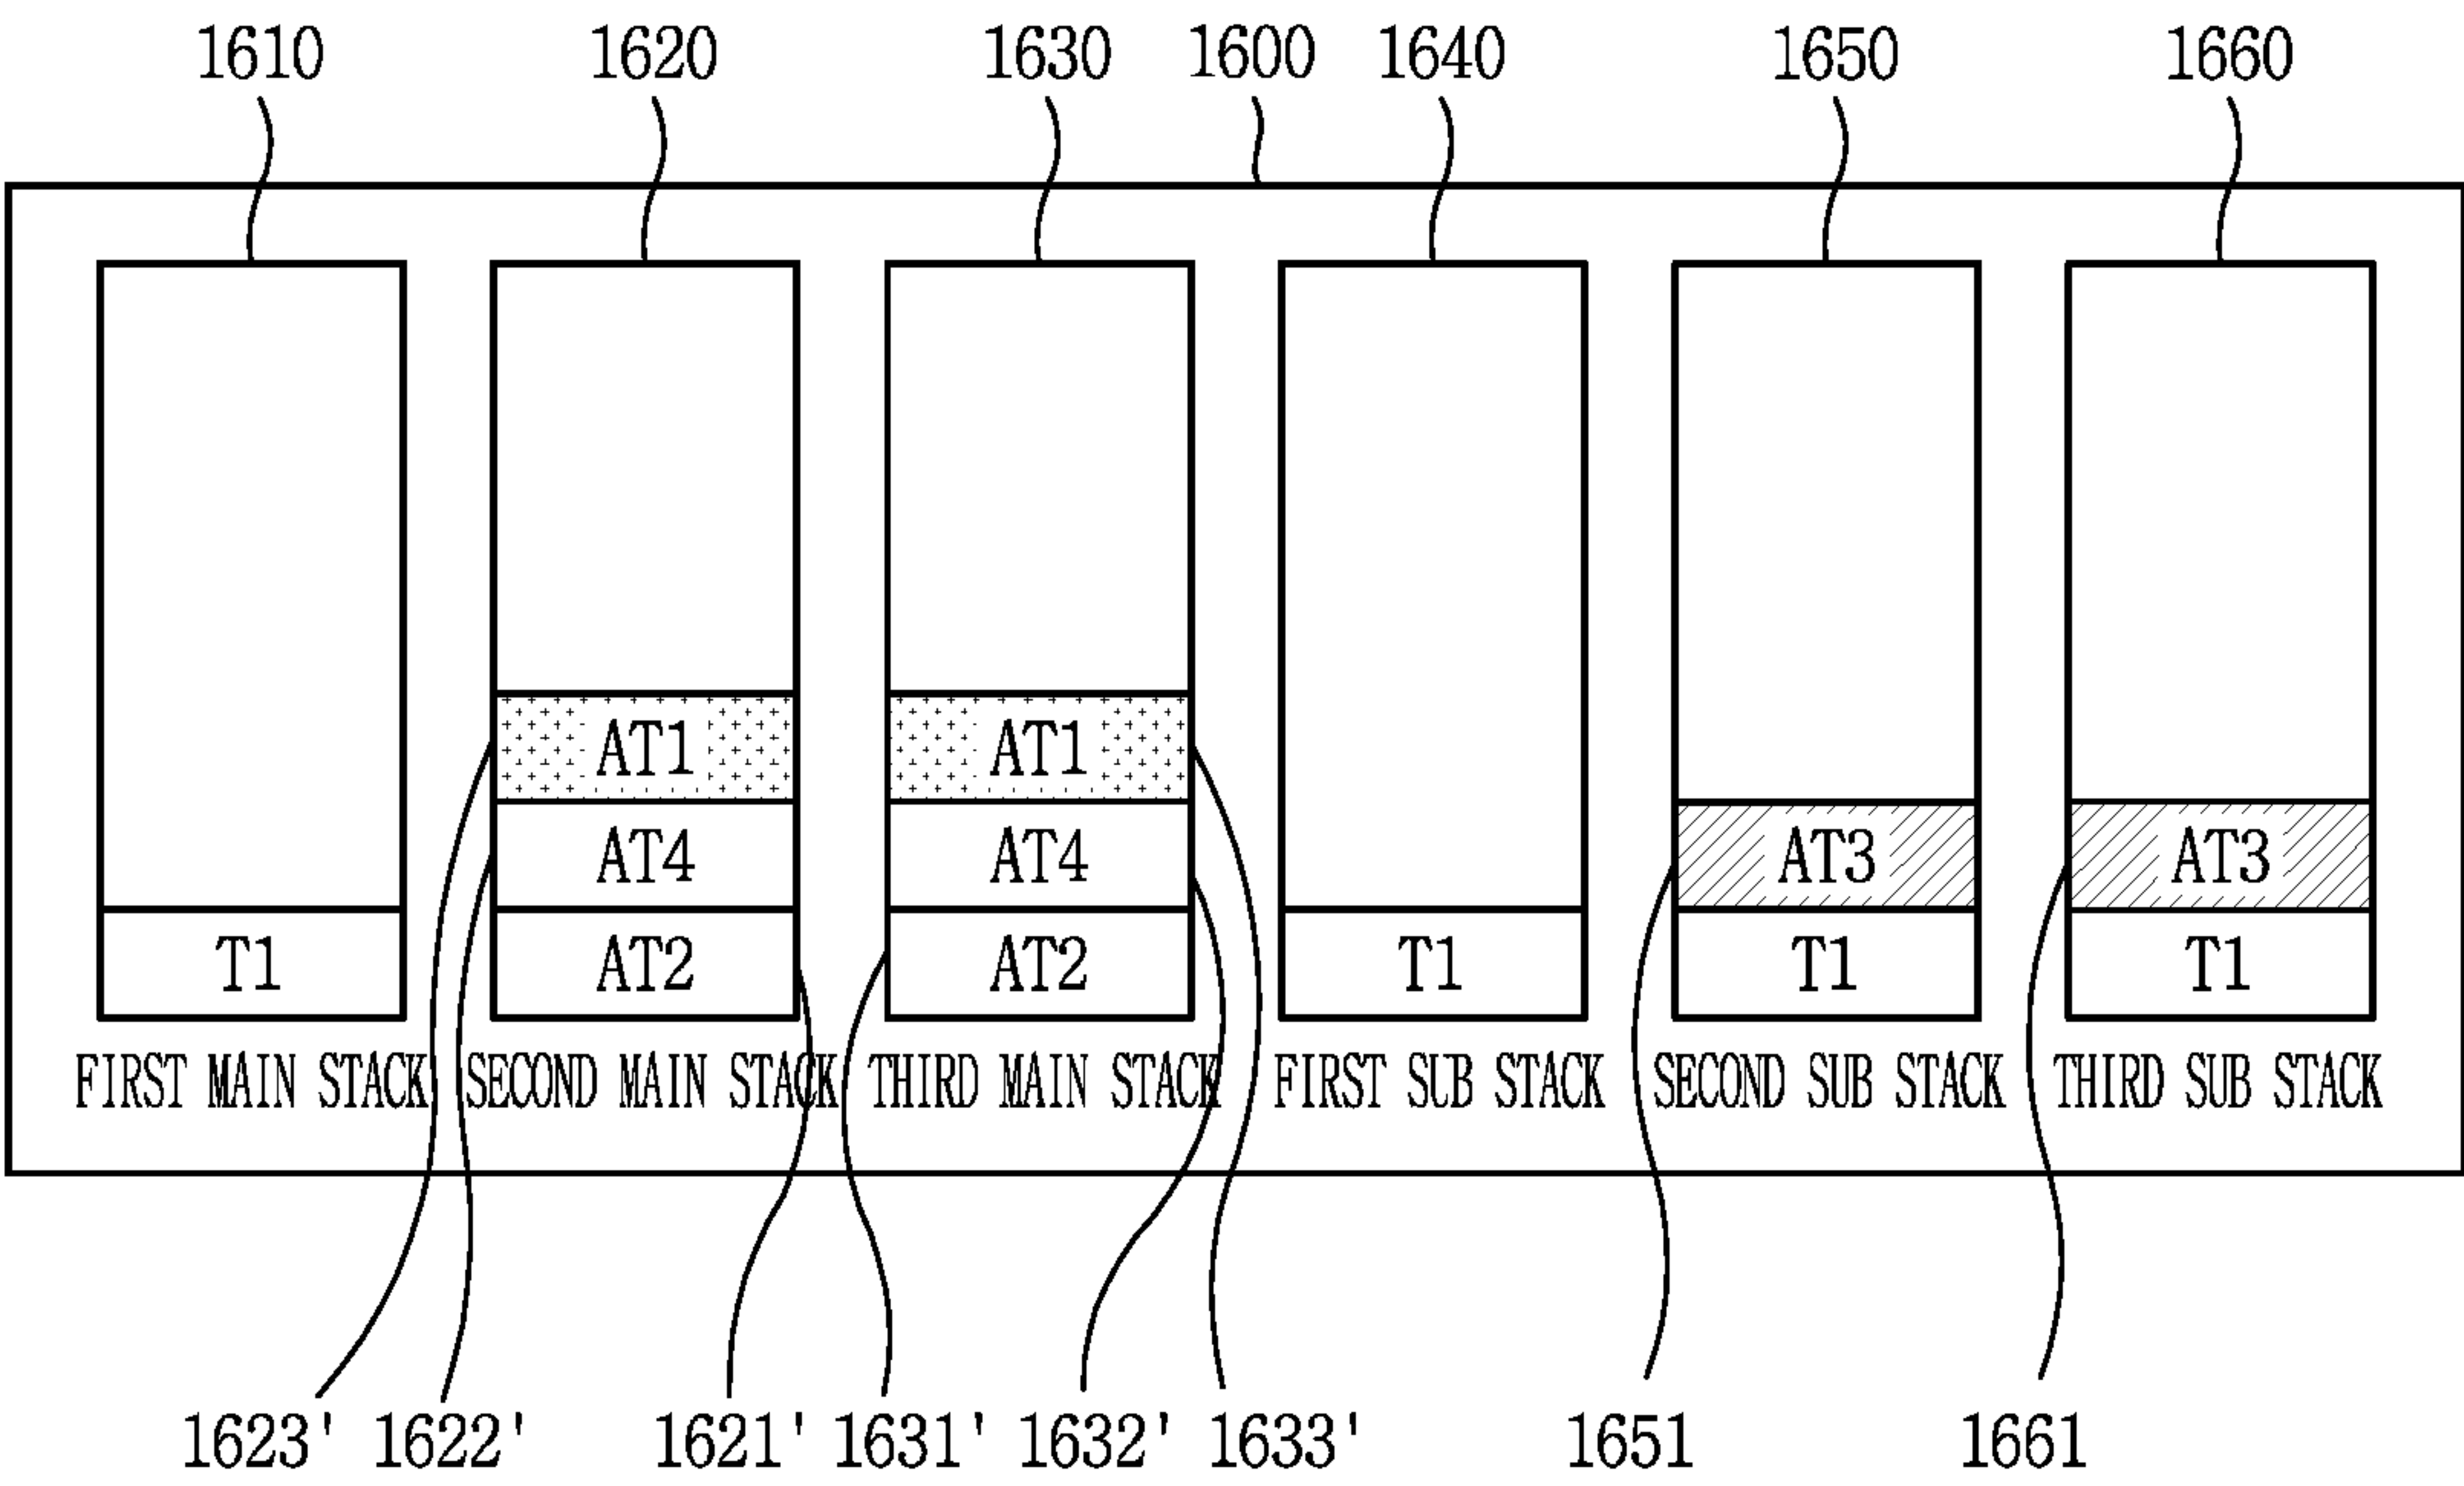 1610 1620 1630 1600 1640 1650 1660
AT1 AT1
AT4 AT4 AT3 AT3
T1 AT2 AT2 T1 T1 T1
FIRST MAIN STACK SECOND MAIN STACK THIRD MAIN STACK FIRST SUB STACK SECOND SUB STACK THIRD SUB STACK
1623' 1622' 1621' 1631' 1632' 1633' 1651 1661